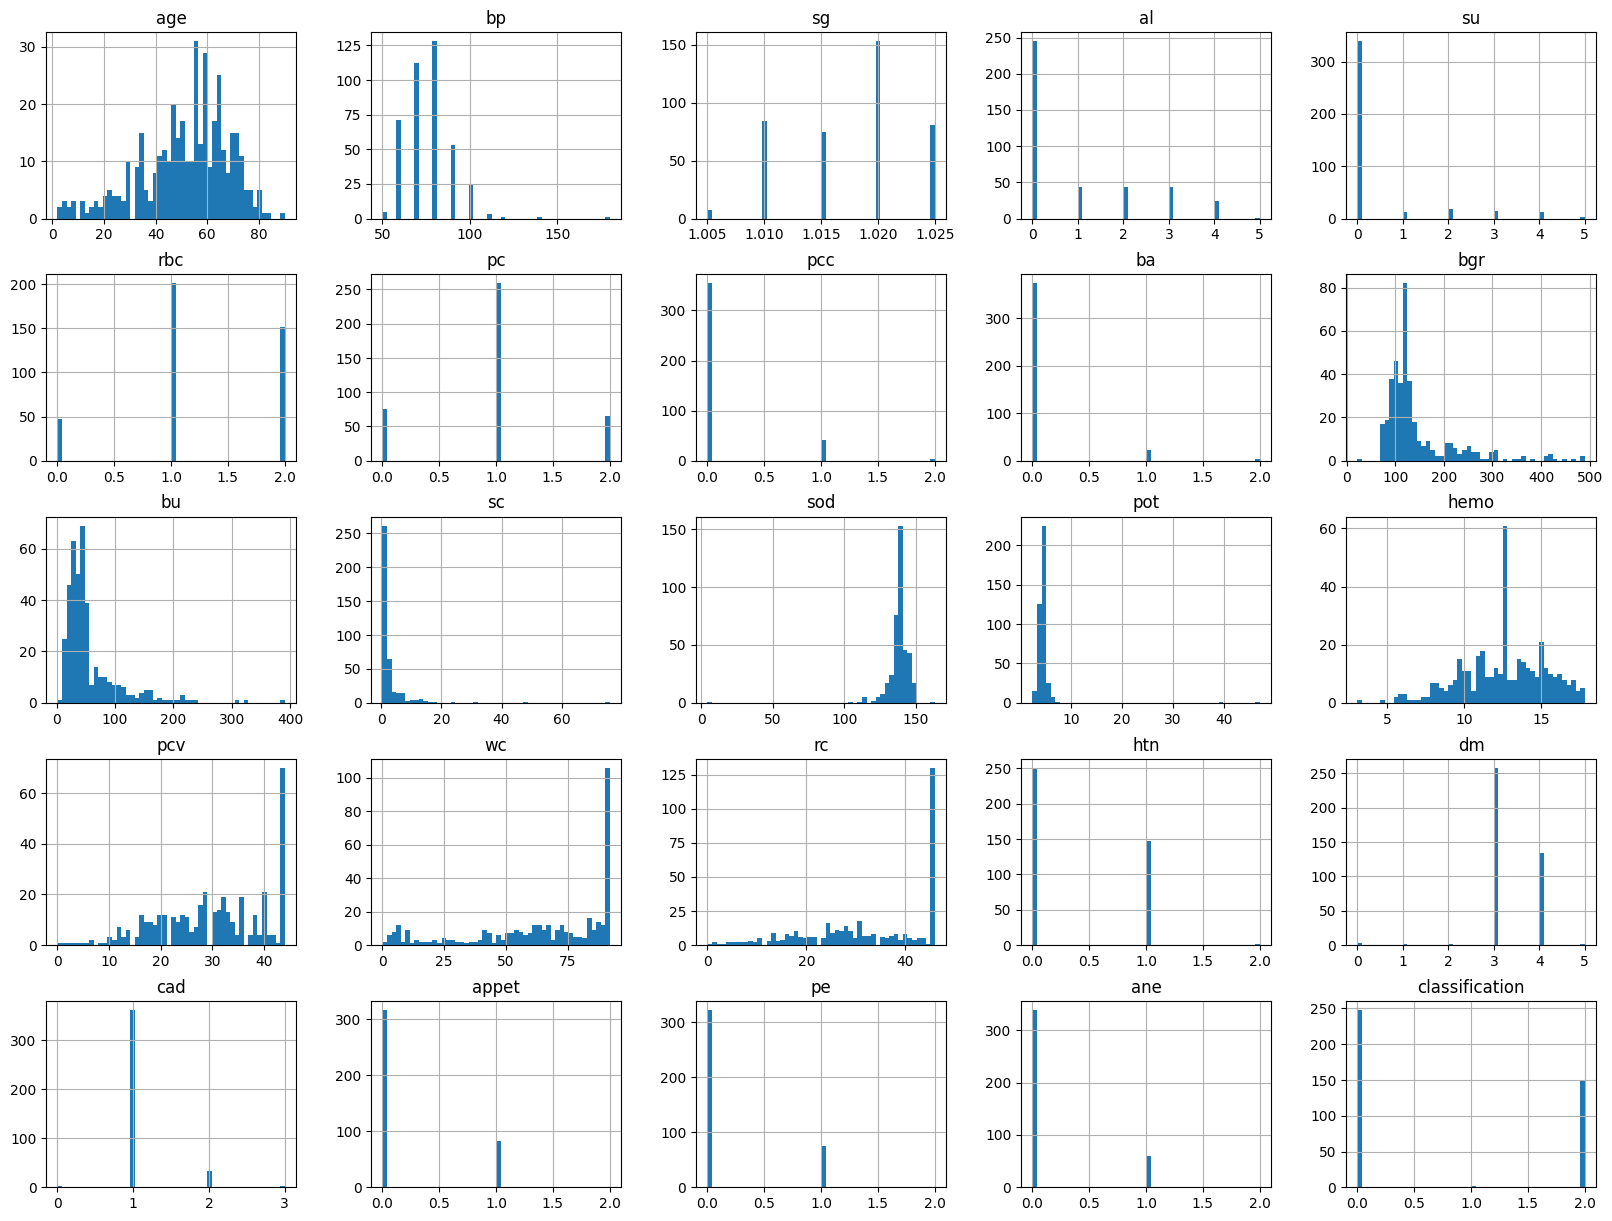 age bp sg al su
30 20 10 0
0 20 40 60 80
125 100 75 50 25 0
50 100 150
150 100 50 0
1.005 1.010 1.015 1.020 1.025
250 200 150 100 50 0
0 1 2 3 4 5
300 200 100 0
0 1 2 3 4 5
rbc pc pcc ba bgr
200 150 100 50 0
0.0 0.5 1.0 1.5 2.0
250 200 150 100 50 0
0.0 0.5 1.0 1.5 2.0
300 200 100 0
0.0 0.5 1.0 1.5 2.0
300 200 100 0
0.0 0.5 1.0 1.5 2.0
80 60 40 20 0
0 100 200 300 400 500
bu sc sod pot hemo
60 40 20 0
0 100 200 300 400
250 200 150 100 50 0
0 20 40 60
150 100 50 0
0 50 100 150
200 150 100 50 0
10 20 30 40
60 40 20 0
5 10 15
pcv wc rc htn dm
60 40 20 0
0 10 20 30 40
100 80 60 40 20 0
0 25 50 75
125 100 75 50 25 0
0 20 40
250 200 150 100 50 0
0.0 0.5 1.0 1.5 2.0
250 200 150 100 50 0
0 1 2 3 4 5
cad appet pe ane classification
300 200 100 0
0 1 2 3
300 200 100 0
0.0 0.5 1.0 1.5 2.0
300 200 100 0
0.0 0.5 1.0 1.5 2.0
300 200 100 0
0.0 0.5 1.0 1.5 2.0
250 200 150 100 50 0
0.0 0.5 1.0 1.5 2.0